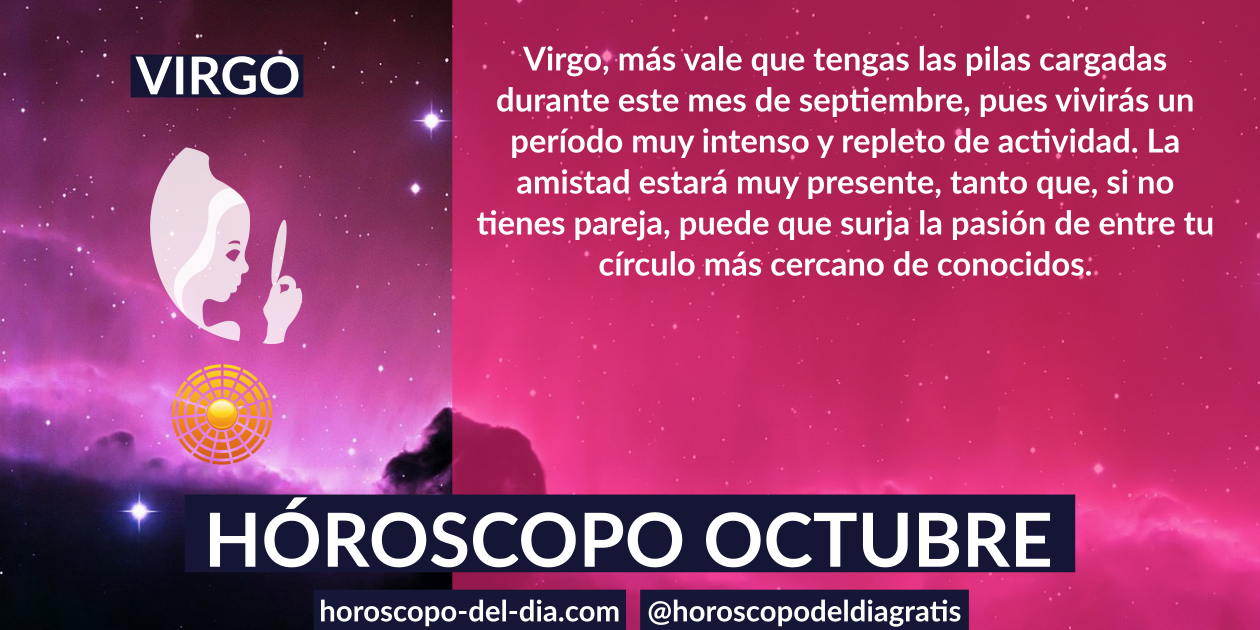 VIRGO
Virgo, más vale que tengas las pilas cargadas
durante este mes de septiembre, pues vivirás un
período muy intenso y repleto de actividad. La
amistad estará muy presente, tanto que, si no
tienes pareja, puede que surja la pasión de entre tu
círculo más cercano de conocidos.
HÓROSCOPO OCTUBRE
horoscopo-del-dia.com
@horoscopodeldiagratis